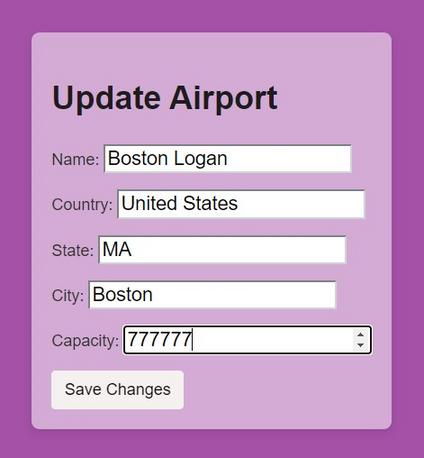 Update Airport
Name: Boston Logan
Country: United States
State: MA
City: Boston
Capacity: 777777
Save Changes